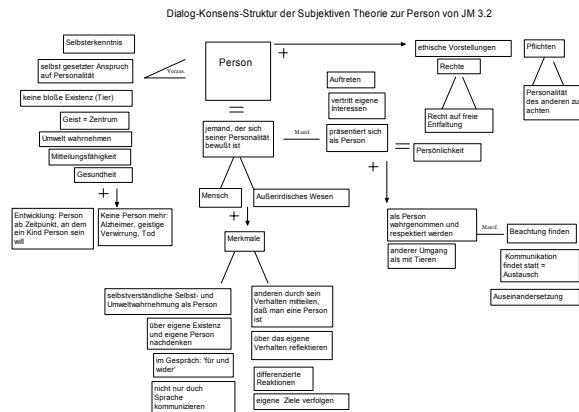 Dialog-Konsens-Struktur der Subjektiven Theorie zur Person von JM 3.2
Selbsterkenntnis
selbst gesetzter Anspruch
auf Personalität
Voraus.
Person
+
ethische Vorstellungen
Rechte
Recht auf freie
Entfaltung
Pflichten
Personalität
des anderen zu
achten
keine bloße Existenz (Tier)
Geist = Zentrum
Umwelt wahrnehmen
Mitteilungsfähigkeit
Gesundheit
+
Entwicklung: Person
ab Zeitpunkt, an dem
ein Kind Person sein
will
Keine Person mehr:
Alzheimer, geistige
Verwirrung, Tod
=
jemand, der sich
seiner Personalität
bewußt ist
Manif.
Auftreten
vertritt eigene
Interessen
präsentiert sich
als Person
=
Persönlichkeit
+
Mensch
Außerirdisches Wesen
+
Merkmale
als Person
wahrgenommen und
respektiert werden
anderer Umgang
als mit Tieren
Manif.
Beachtung finden
Kommunikation
findet statt =
Austausch
Auseinandersetzung
selbstverständliche Selbst- und
Umweltwahrnehmung als Person
über eigene Existenz
und eigene Person
nachdenken
im Gespräch: 'für und
wider'
nicht nur duch
Sprache
kommunizieren
anderen durch sein
Verhalten mitteilen,
daß man eine Person
ist
über das eigene
Verhalten reflektieren
differenzierte
Reaktionen
eigene Ziele verfolgen